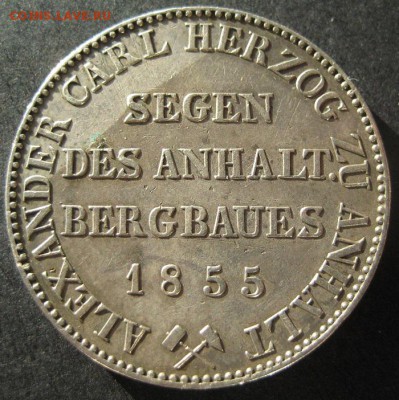 ALEXANDER CARL HERZOG ZU ANHALT
SEGEN
DES ANHALT.
BERGBAUES
1855